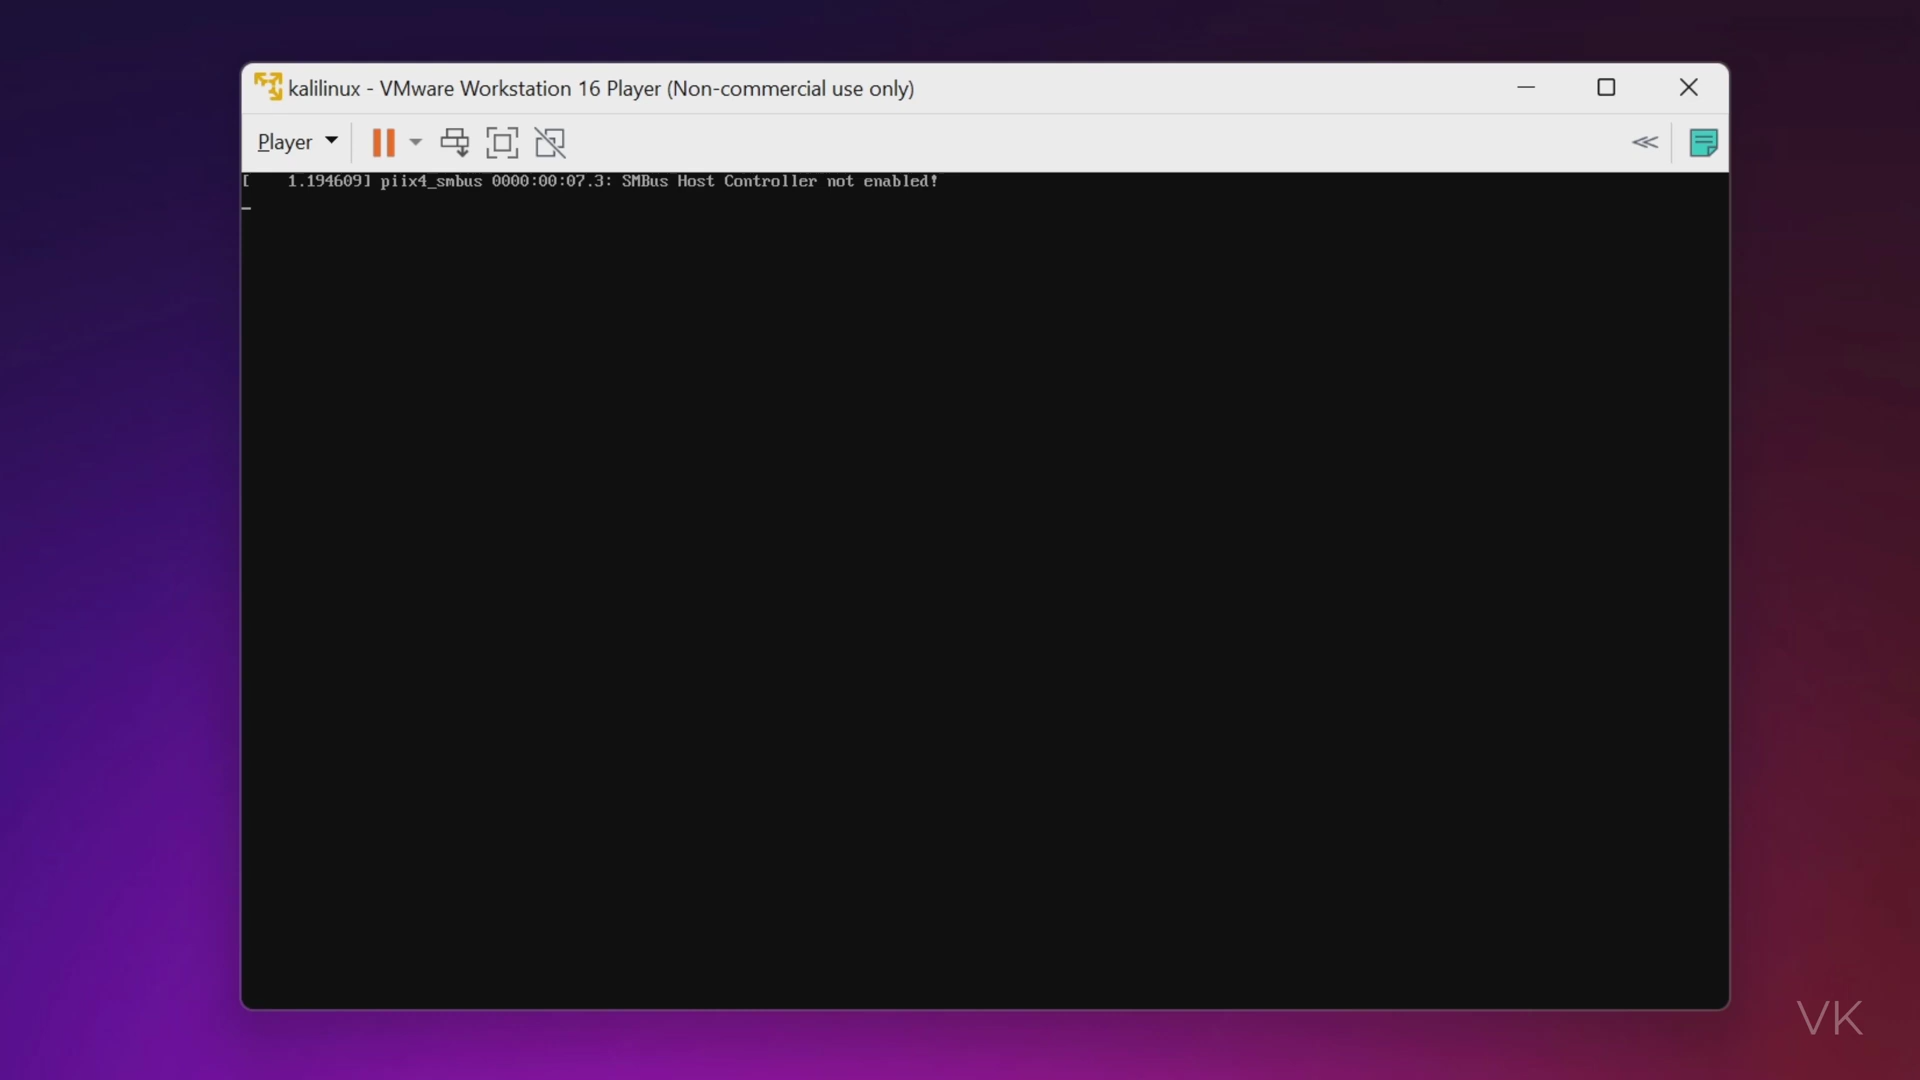 kalilinux - VMware Workstation 16 Player (Non-commercial use only)
Player
[    1.194609] piix4_smbus 0000:00:07.3: SMBus Host Controller not enabled!
VK